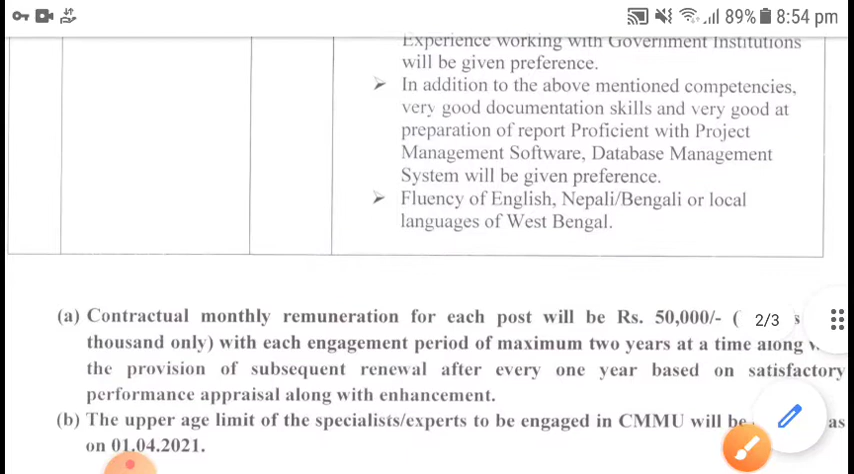 89% 8:54 pm
Experience working with Government Institutions
will be given preference.
➤ In addition to the above mentioned competencies,
very good documentation skills and very good at
preparation of report Proficient with Project
Management Software, Database Management
System will be given preference.
➤ Fluency of English, Nepali/Bengali or local
languages of West Bengal.
(a) Contractual monthly remuneration for each post will be Rs. 50,000/- (
2/3
thousand only) with each engagement period of maximum two years at a time along
the provision of subsequent renewal after every one year based on satisfactory
performance appraisal along with enhancement.
(b) The upper age limit of the specialists/experts to be engaged in CMMU will be as
on 01.04.2021.